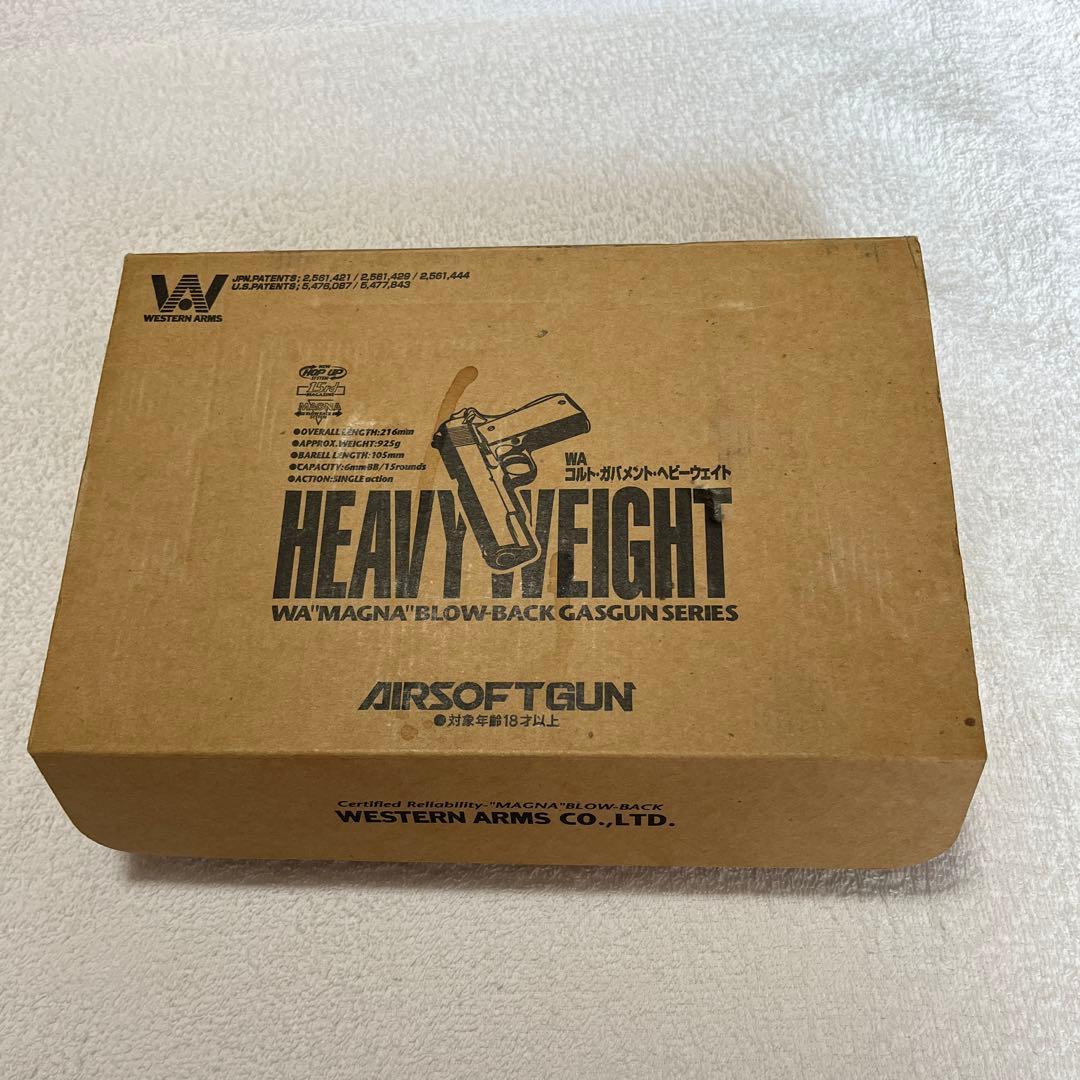 WESTERN ARMS
JPN.PATENTS; 2,561,421 / 2,561,429 / 2,561,444
U.S.PATENTS; 5,476,087 / 5,477,843
NEW
HOP UP
SYSTEM
15rd
MAGAZINE
MAGNA
●OVERALL LENGTH:216mm
●APPROX.WEIGHT:925g
●BARELL LENGTH:105mm
●CAPACITY:6mmBB/15rounds
●ACTION:SINGLE action
WA
コルト・ガバメント・ヘビーウェイト
HEAVY WEIGHT
WA"MAGNA"BLOW-BACK GASGUN SERIES
AIRSOFTGUN
●対象年齢18才以上
Certified Reliability-"MAGNA"BLOW-BACK
WESTERN ARMS CO.,LTD.